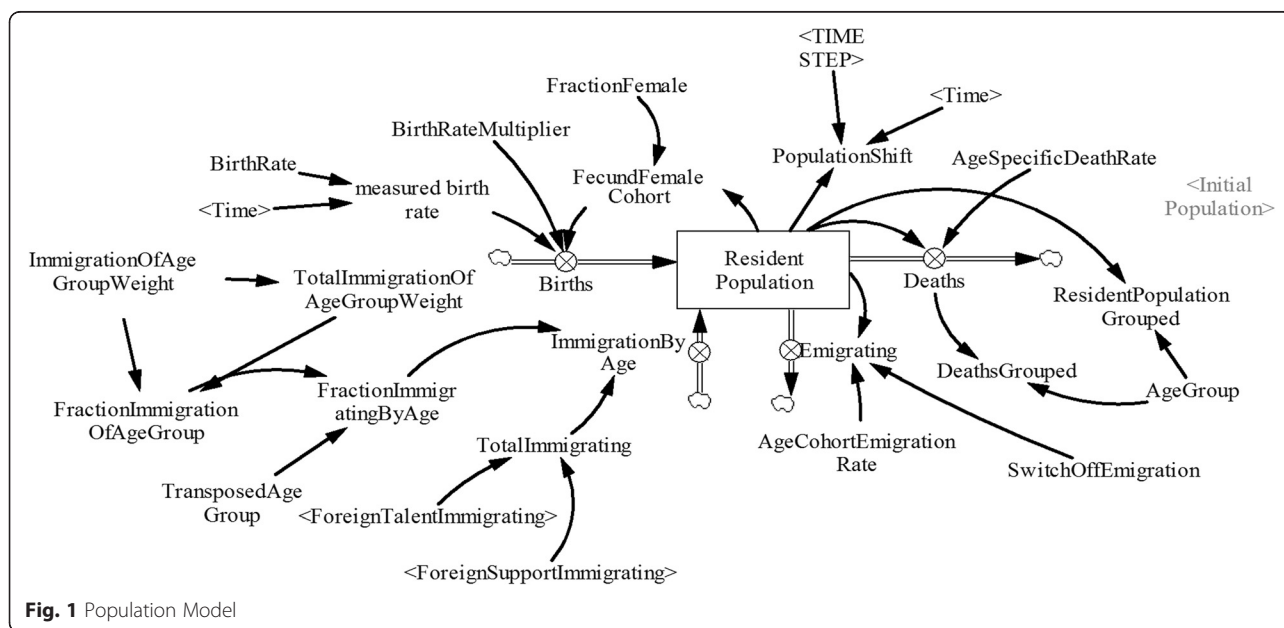 <TIME
STEP>
FractionFemale
<Time>
BirthRateMultiplier
PopulationShift
AgeSpecificDeathRate
BirthRate
measured birth
rate
FecundFemale
Cohort
<Initial
Population>
<Time>
ImmigrationOfAge
GroupWeight
TotalImmigrationOf
AgeGroupWeight
Births
Resident
Population
Deaths
ResidentPopulation
Grouped
ImmigrationBy
Age
Emigrating
DeathsGrouped
AgeGroup
FractionImmigration
OfAgeGroup
FractionImmigr
atingByAge
TotalImmigrating
AgeCohortEmigration
Rate
SwitchOffEmigration
TransposedAge
Group
<ForeignTalentImmigrating>
<ForeignSupportImmigrating>
Fig. 1 Population Model